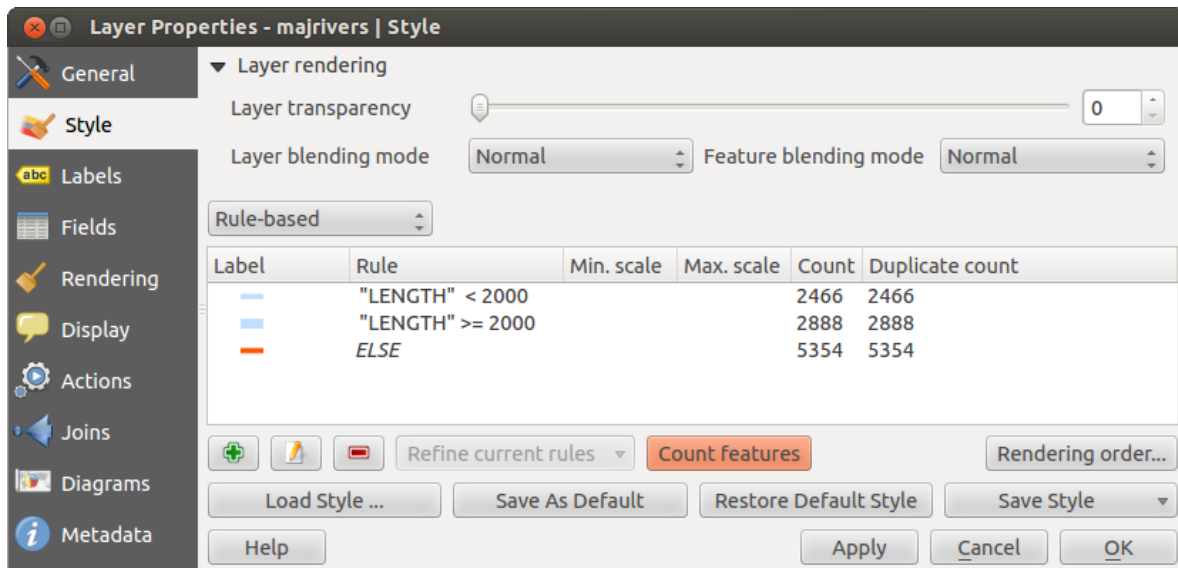 Layer Properties - majrivers | Style
General
Style
abc Labels
Fields
Rendering
Display
Actions
Joins
Diagrams
i Metadata
Layer rendering
Layer transparency 0
Layer blending mode Normal Feature blending mode Normal
Rule-based
Label Rule Min. scale Max. scale Count Duplicate count
"LENGTH" < 2000 2466 2466
"LENGTH" >= 2000 2888 2888
ELSE 5354 5354
Refine current rules Count features Rendering order...
Load Style ... Save As Default Restore Default Style Save Style
Help Apply Cancel OK